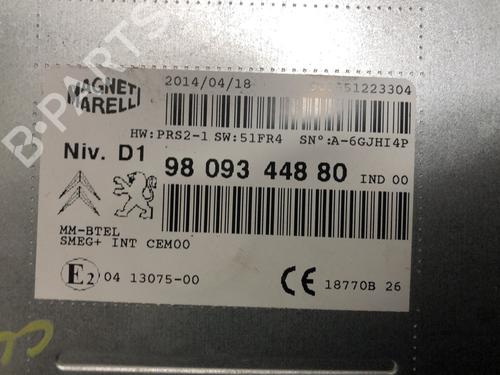 MAGNETI
MARELLI
2014/04/18
51223304
HW:PRS2-1 SW:51FR4 SN°:A-6GJHI4P
Niv. D1
98 093 448 80 IND 00
MM-BTEL
SMEG+ INT CEM00
E2 04 13075-00
CE 18770B 26
B-PARTS